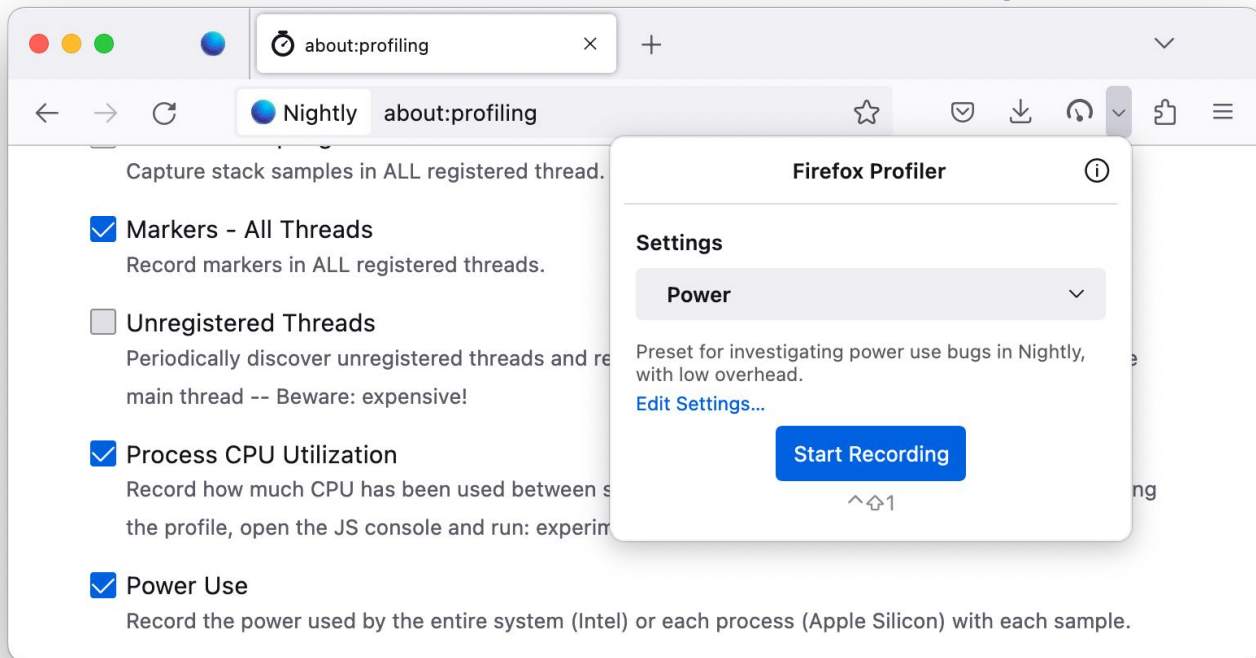 about:profiling
Nightly about:profiling
Capture stack samples in ALL registered thread.
Markers - All Threads
Record markers in ALL registered threads.
Unregistered Threads
Periodically discover unregistered threads and re
main thread -- Beware: expensive!
Process CPU Utilization
Record how much CPU has been used between s
ng
the profile, open the JS console and run: experim
Power Use
Record the power used by the entire system (Intel) or each process (Apple Silicon) with each sample.
Firefox Profiler
Settings
Power
Preset for investigating power use bugs in Nightly,
with low overhead.
Edit Settings...
Start Recording
^⇧1